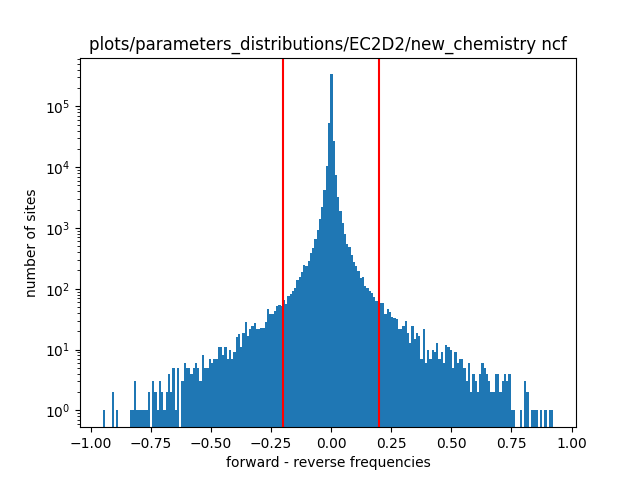 plots/parameters_distributions/EC2D2/new_chemistry ncf
number of sites
10⁵
10⁴
10³
10²
10¹
10⁰
−1.00 −0.75 −0.50 −0.25 0.00 0.25 0.50 0.75 1.00
forward - reverse frequencies